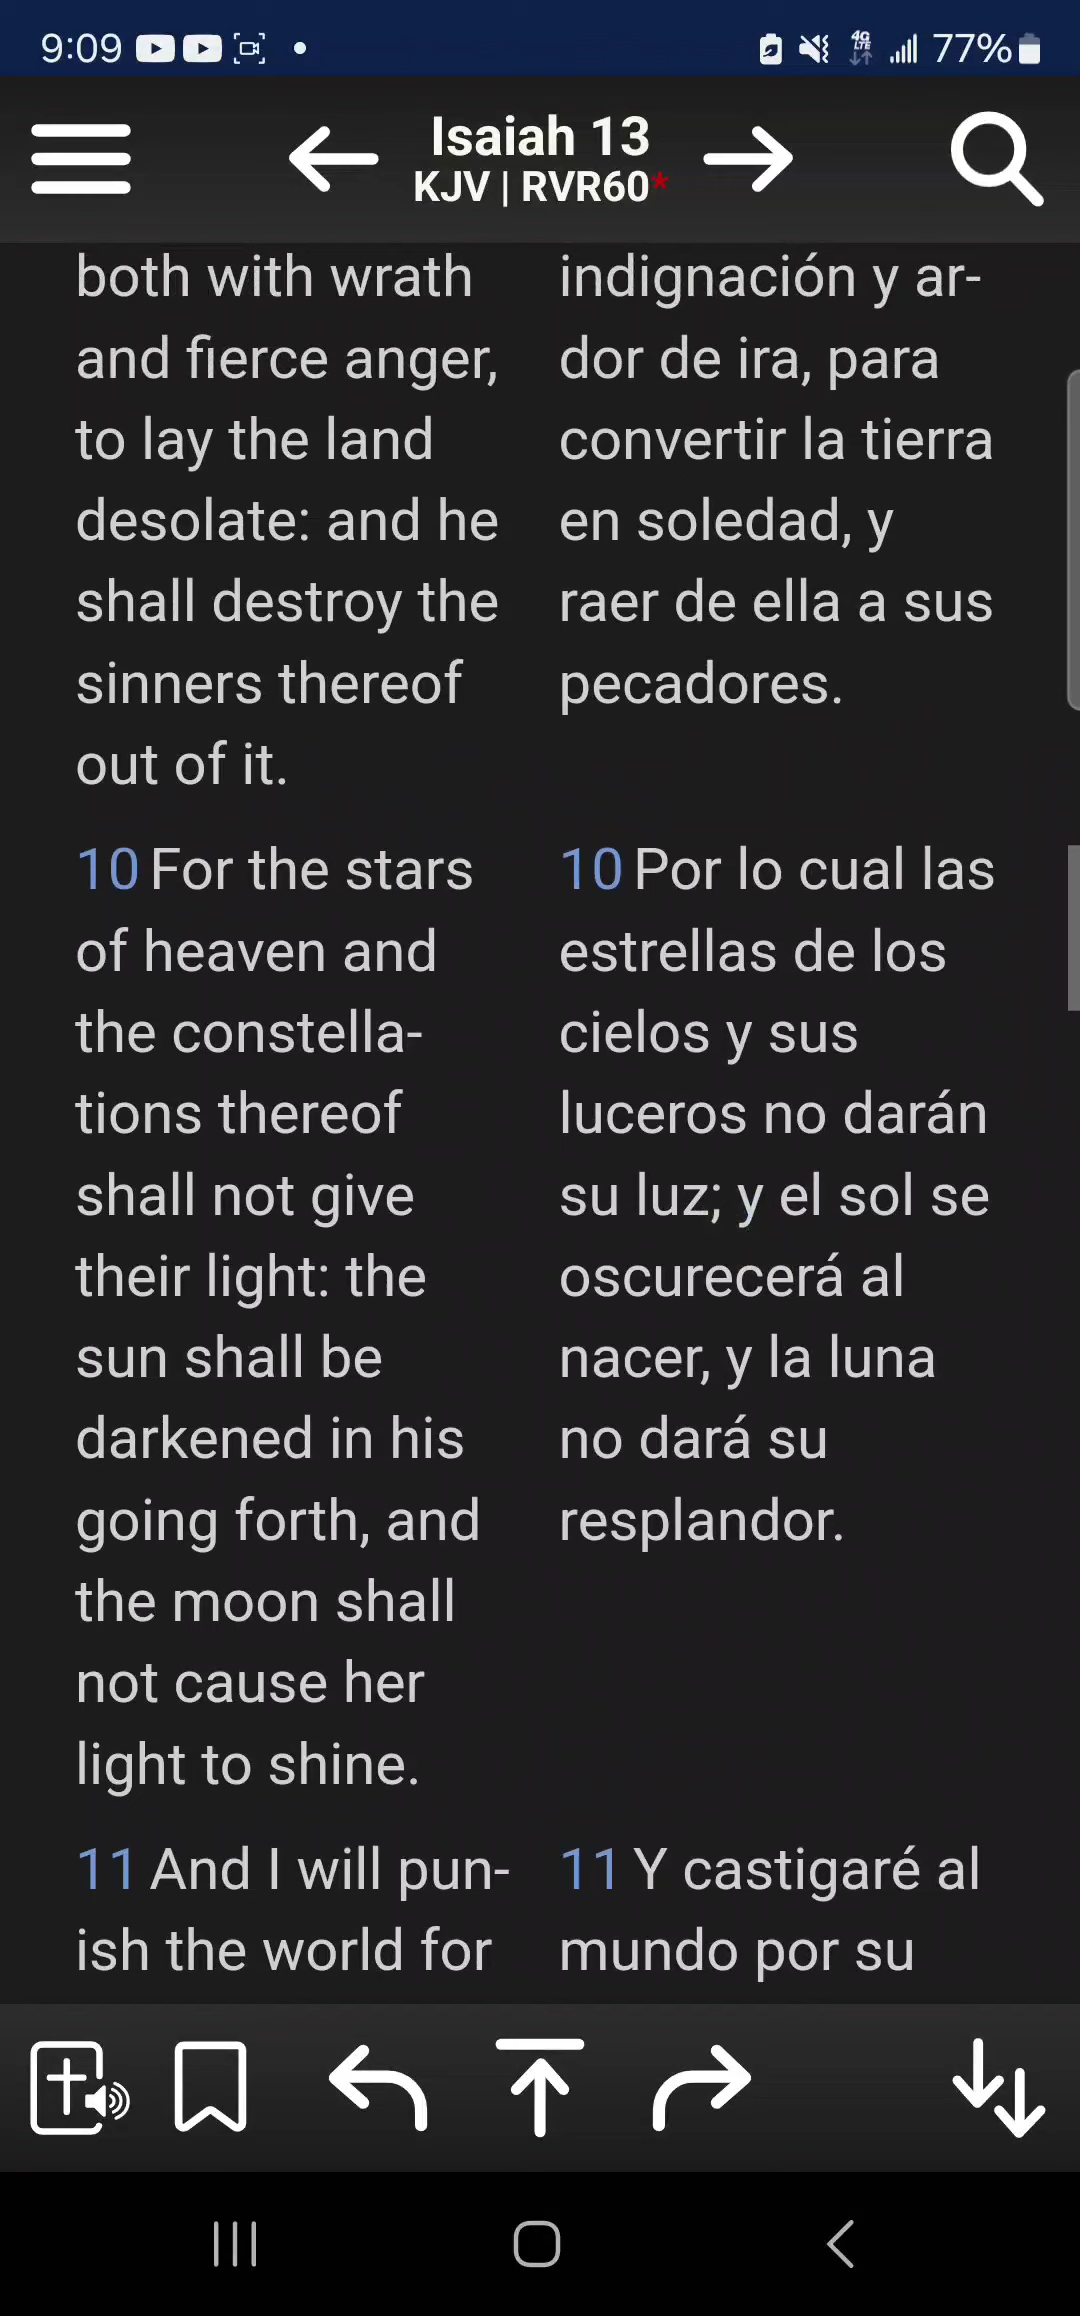 9:09
4G LTE
77%
Isaiah 13
KJV | RVR60*
both with wrath
and fierce anger,
to lay the land
desolate: and he
shall destroy the
sinners thereof
out of it.
10 For the stars
of heaven and
the constella-
tions thereof
shall not give
their light: the
sun shall be
darkened in his
going forth, and
the moon shall
not cause her
light to shine.
11 And I will pun-
ish the world for
indignación y ar-
dor de ira, para
convertir la tierra
en soledad, y
raer de ella a sus
pecadores.
10 Por lo cual las
estrellas de los
cielos y sus
luceros no darán
su luz; y el sol se
oscurecerá al
nacer, y la luna
no dará su
resplandor.
11 Y castigaré al
mundo por su